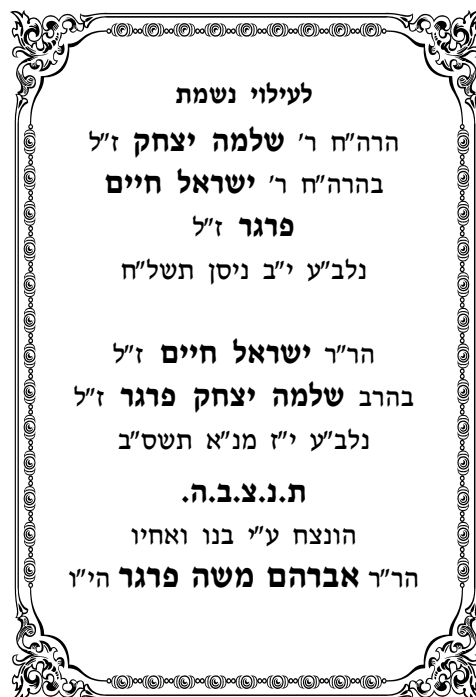 לעילוי נשמת
הרה"ח ר' שלמה יצחק ז"ל
בהרה"ח ר' ישראל חיים
פרגר ז"ל
נלב"ע י"ב ניסן תשל"ח
הר"ר ישראל חיים ז"ל
בהרב שלמה יצחק פרגר ז"ל
נלב"ע י"ז מנ"א תשס"ב
ת.נ.צ.ב.ה.
הונצח ע"י בנו ואחיו
הר"ר אברהם משה פרגר הי"ו